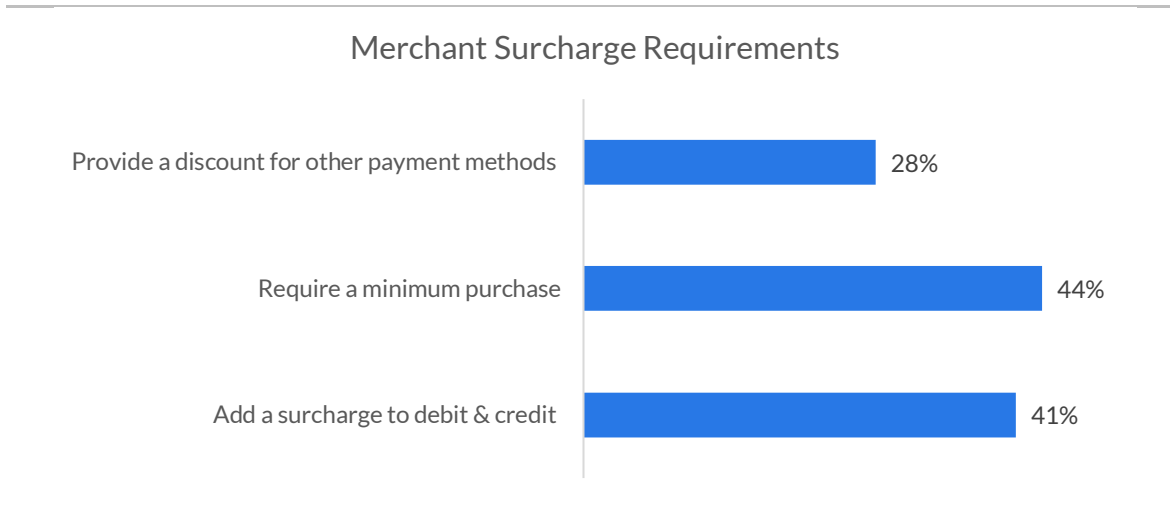 Merchant Surcharge Requirements
Provide a discount for other payment methods 28%
Require a minimum purchase 44%
Add a surcharge to debit & credit 41%